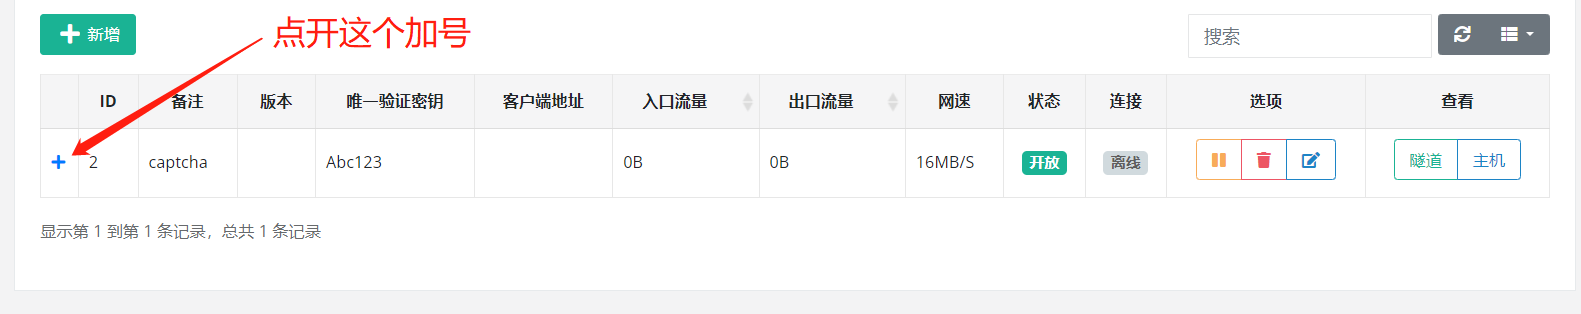 新增
点开这个加号
搜索
ID 备注 版本 唯一验证密钥 客户端地址 入口流量 出口流量 网速 状态 连接 选项 查看
2 captcha Abc123 0B 0B 16MB/S 开放 离线 隧道 主机
显示第 1 到第 1 条记录，总共 1 条记录